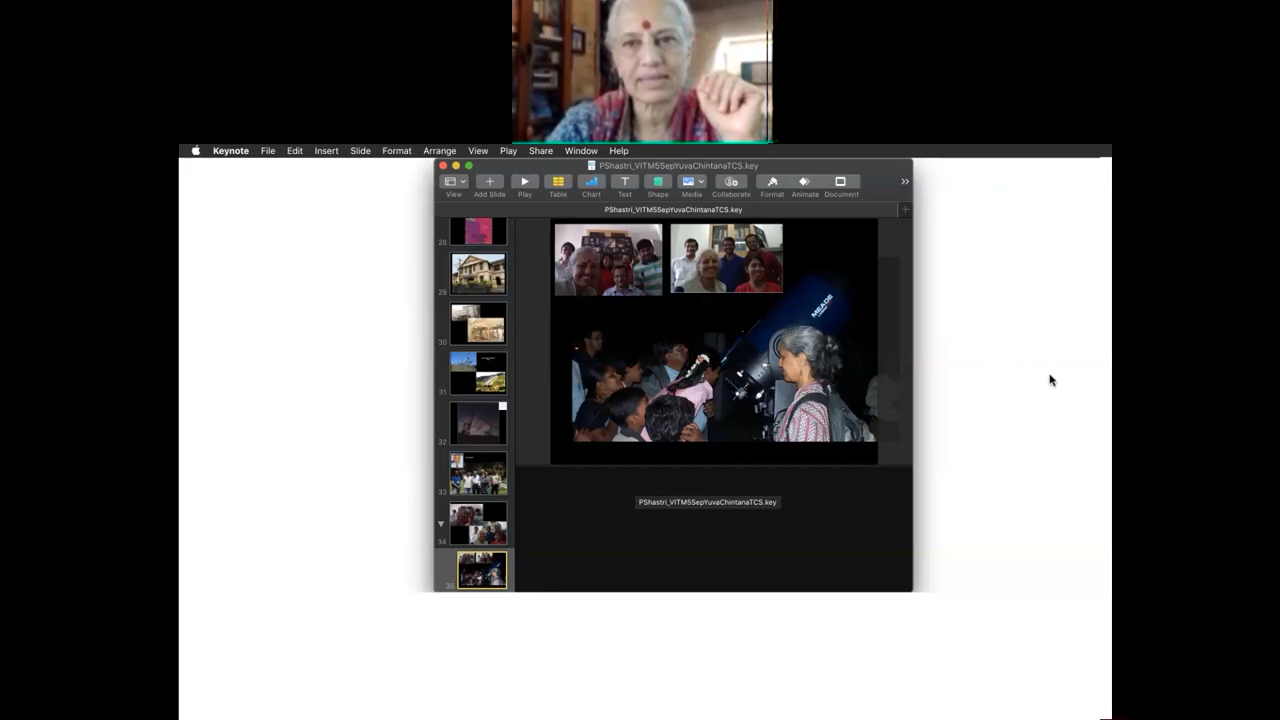 Keynote File Edit Insert Slide Format Arrange View Play Share Window Help
PShastri_VITM5SepYuvaChintanaTCS.key
View Add Slide Play Table Chart Text Shape Media Collaborate Format Animate Document
PShastri_VITM5SepYuvaChintanaTCS.key
28
29
30
31
32
33
34
35
MEADE
PShastri_VITM5SepYuvaChintanaTCS.key